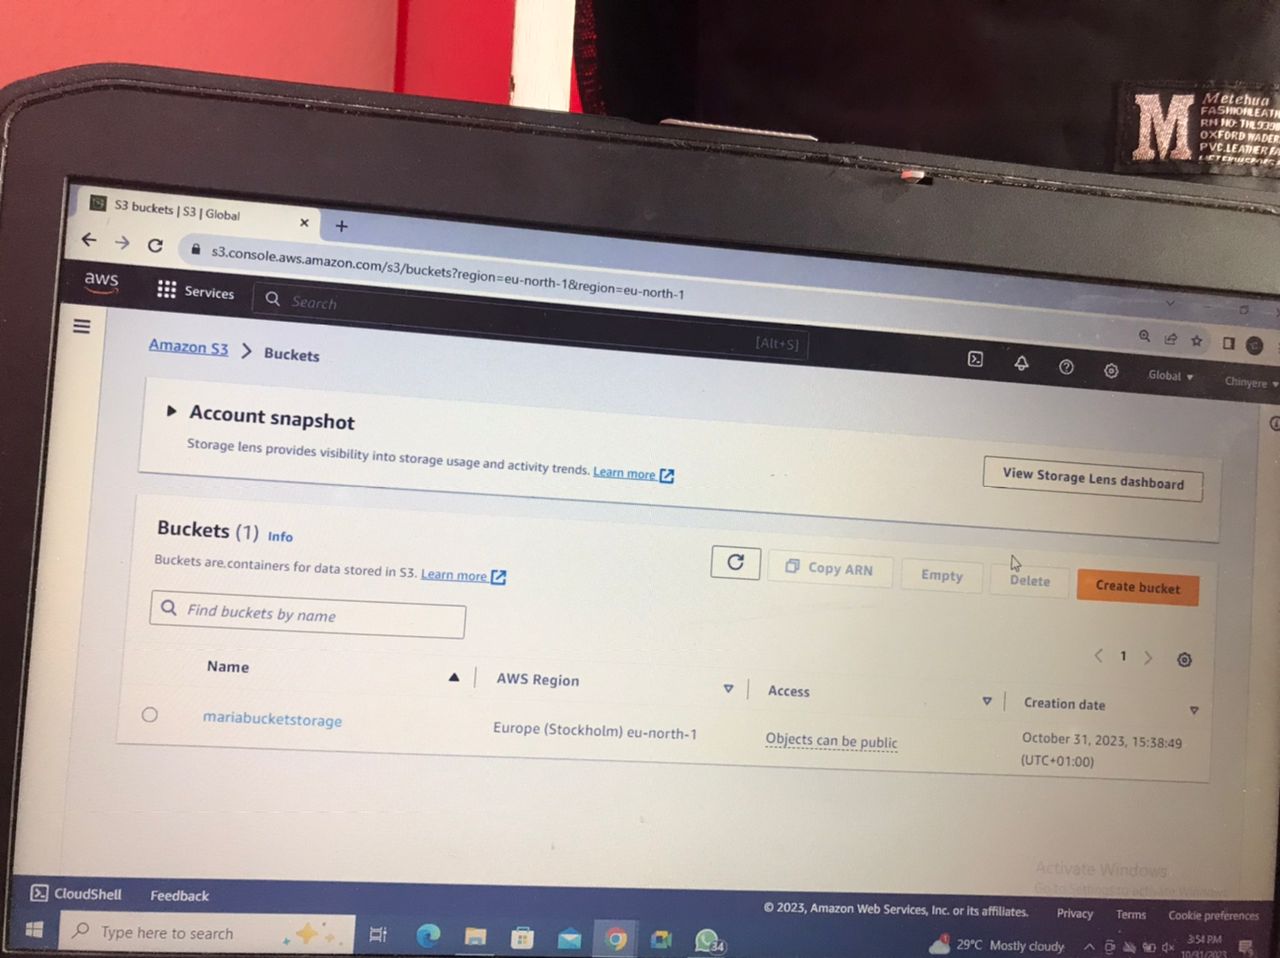 M
Metehua
FASHION LEATH
RN NO: THL939
OXFORD WADER
PVC.LEATHER
S3 buckets | S3 | Global
s3.console.aws.amazon.com/s3/buckets?region=eu-north-1&region=eu-north-1
aws
Services
Search
[Alt+S]
Global
Chinyere
Amazon S3
Buckets
Account snapshot
Storage lens provides visibility into storage usage and activity trends. Learn more
View Storage Lens dashboard
Buckets (1) Info
Buckets are containers for data stored in S3. Learn more
Copy ARN
Empty
Delete
Create bucket
Find buckets by name
1
Name
AWS Region
Access
Creation date
mariabucketstorage
Europe (Stockholm) eu-north-1
Objects can be public
October 31, 2023, 15:38:49
(UTC+01:00)
Activate Windows
Go to Settings to activate Windows.
CloudShell
Feedback
© 2023, Amazon Web Services, Inc. or its affiliates.
Privacy
Terms
Cookie preferences
Type here to search
34
29°C Mostly cloudy
3:54 PM
10/31/2023